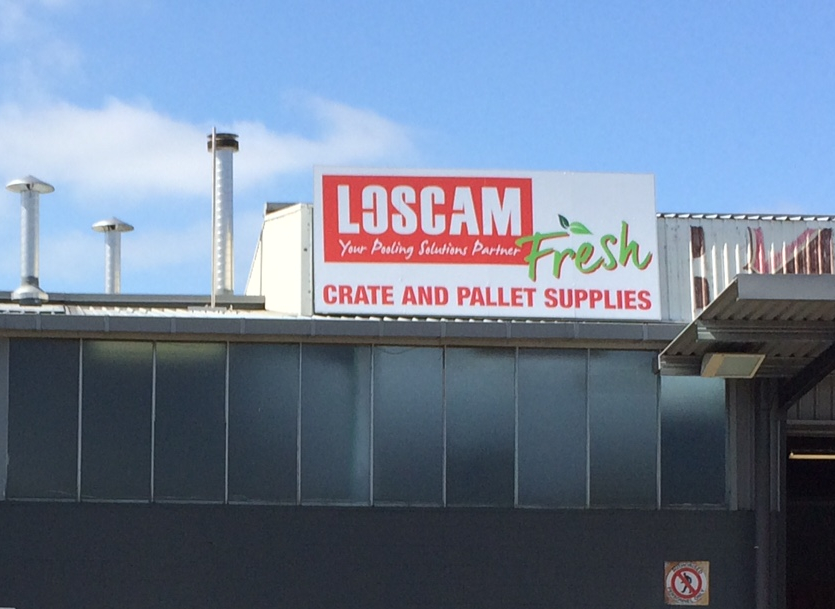 LOSCAM
Your Pooling Solutions Partner
Fresh
CRATE AND PALLET SUPPLIES